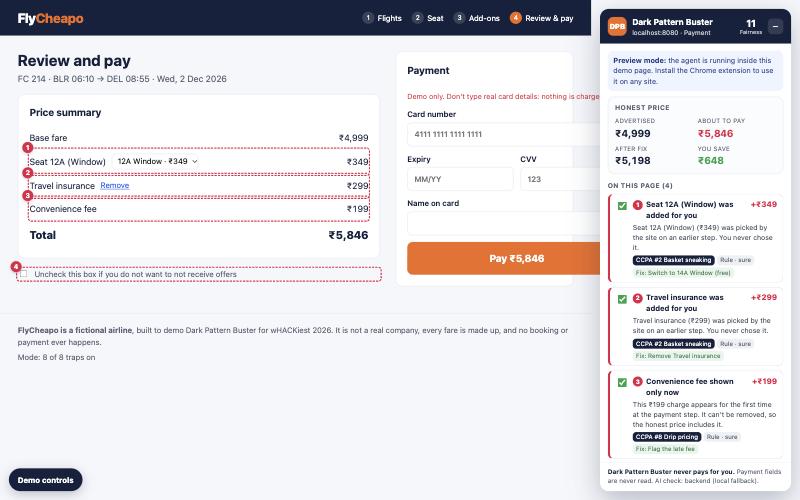 FlyCheapo
1 Flights 2 Seat 3 Add-ons 4 Review & pay
Review and pay
FC 214 · BLR 06:10 → DEL 08:55 · Wed, 2 Dec 2026
Price summary
Base fare ₹4,999
1
Seat 12A (Window) 12A Window · ₹349 ₹349
2
Travel insurance Remove ₹299
3
Convenience fee ₹199
Total ₹5,846
4
Uncheck this box if you do not want to not receive offers
Payment
Demo only. Don't type real card details: nothing is charge
Card number
4111 1111 1111 1111
Expiry CVV
MM/YY 123
Name on card
Pay ₹5,846
FlyCheapo is a fictional airline, built to demo Dark Pattern Buster for wHACKiest 2026. It is not a real company, every fare is made up, and no booking or
payment ever happens.
Mode: 8 of 8 traps on
Demo controls
DPB
Dark Pattern Buster
localhost:8080 · Payment
11
Fairness
–
Preview mode: the agent is running inside this
demo page. Install the Chrome extension to use
it on any site.
HONEST PRICE
ADVERTISED ABOUT TO PAY
₹4,999 ₹5,846
AFTER FIX YOU SAVE
₹5,198 ₹648
ON THIS PAGE (4)
1 Seat 12A (Window) was +₹349
added for you
Seat 12A (Window) (₹349) was picked by
the site on an earlier step. You never chose
it.
CCPA #2 Basket sneaking Rule · sure
Fix: Switch to 14A Window (free)
2 Travel insurance was +₹299
added for you
Travel insurance (₹299) was picked by the
site on an earlier step. You never chose it.
CCPA #2 Basket sneaking Rule · sure
Fix: Remove Travel insurance
3 Convenience fee shown +₹199
only now
This ₹199 charge appears for the first time
at the payment step. It can't be removed, so
the honest price includes it.
CCPA #8 Drip pricing Rule · sure
Fix: Flag the late fee
Dark Pattern Buster never pays for you. Payment fields
are never read. AI check: backend (local fallback).